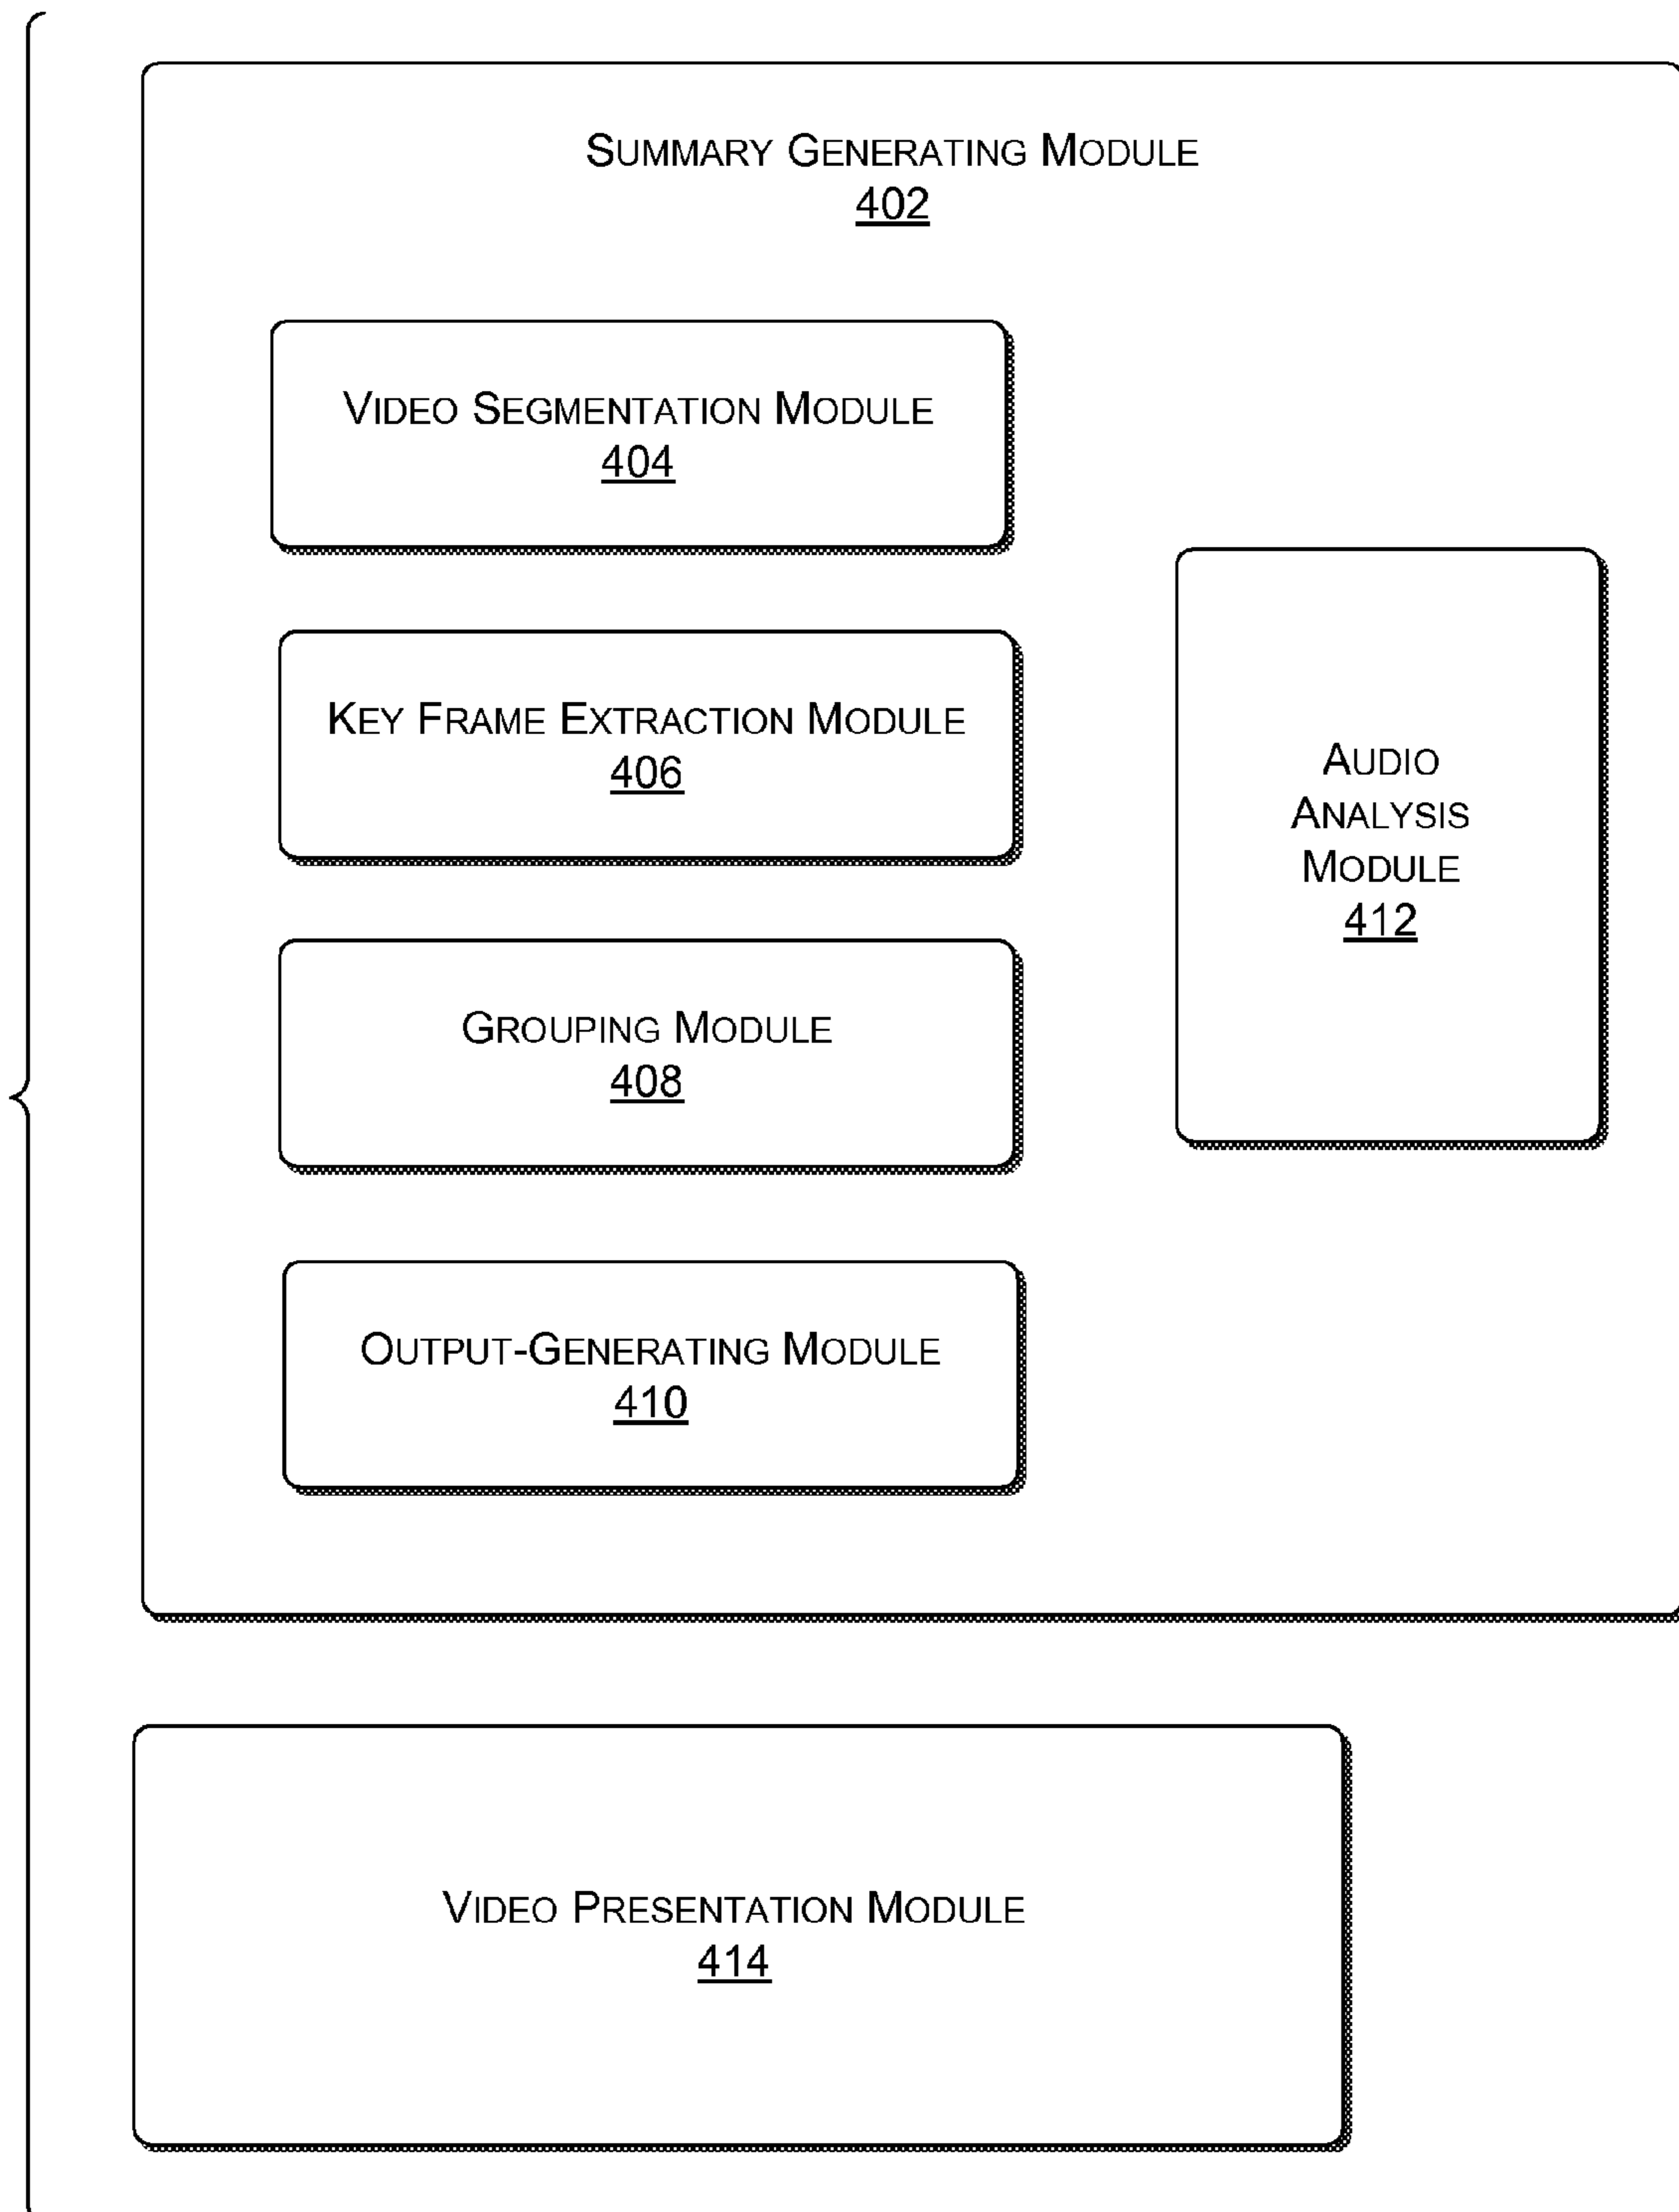 SUMMARY GENERATING MODULE
402
VIDEO SEGMENTATION MODULE
404
KEY FRAME EXTRACTION MODULE
406
GROUPING MODULE
408
OUTPUT-GENERATING MODULE
410
AUDIO
ANALYSIS
MODULE
412
VIDEO PRESENTATION MODULE
414